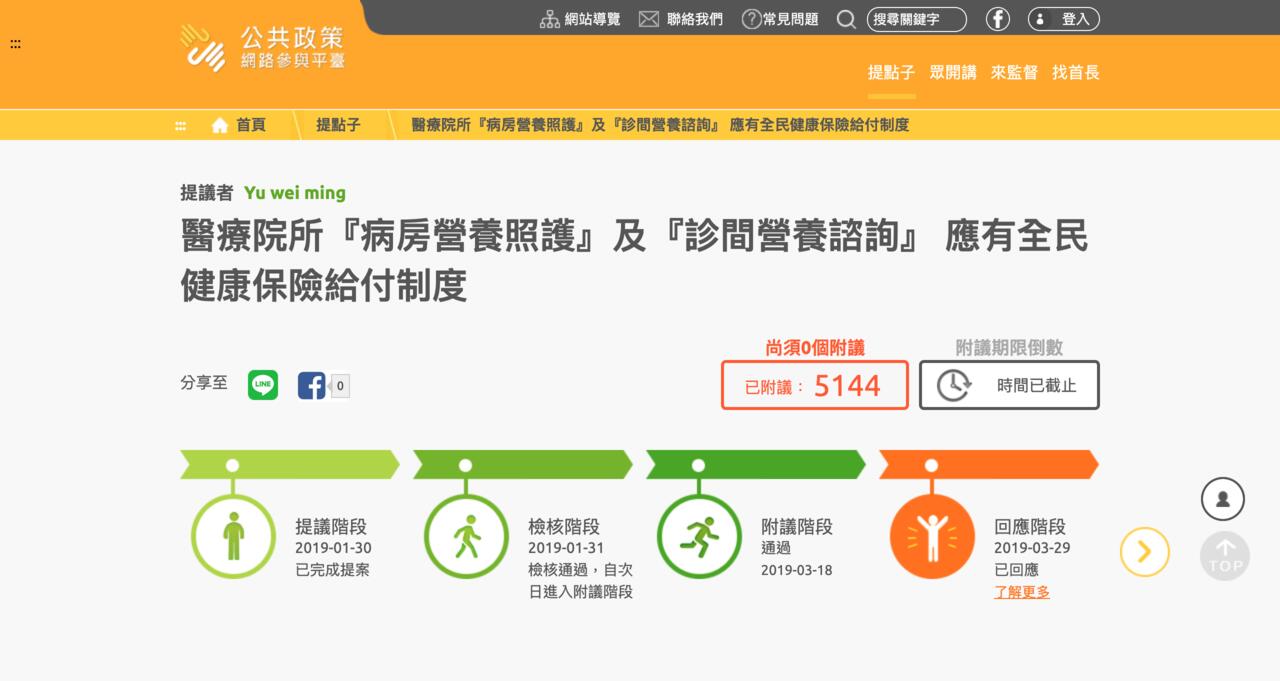 網站導覽
聯絡我們
常見問題
搜尋關鍵字
登入
:::
公共政策
網路參與平臺
提點子
眾開講
來監督
找首長
:::
首頁
提點子
醫療院所『病房營養照護』及『診間營養諮詢』 應有全民健康保險給付制度
提議者 Yu wei ming
醫療院所『病房營養照護』及『診間營養諮詢』 應有全民
健康保險給付制度
分享至
LINE
0
尚須0個附議
已附議： 5144
附議期限倒數
時間已截止
提議階段
2019-01-30
已完成提案
檢核階段
2019-01-31
檢核通過，自次
日進入附議階段
附議階段
通過
2019-03-18
回應階段
2019-03-29
已回應
了解更多
TOP